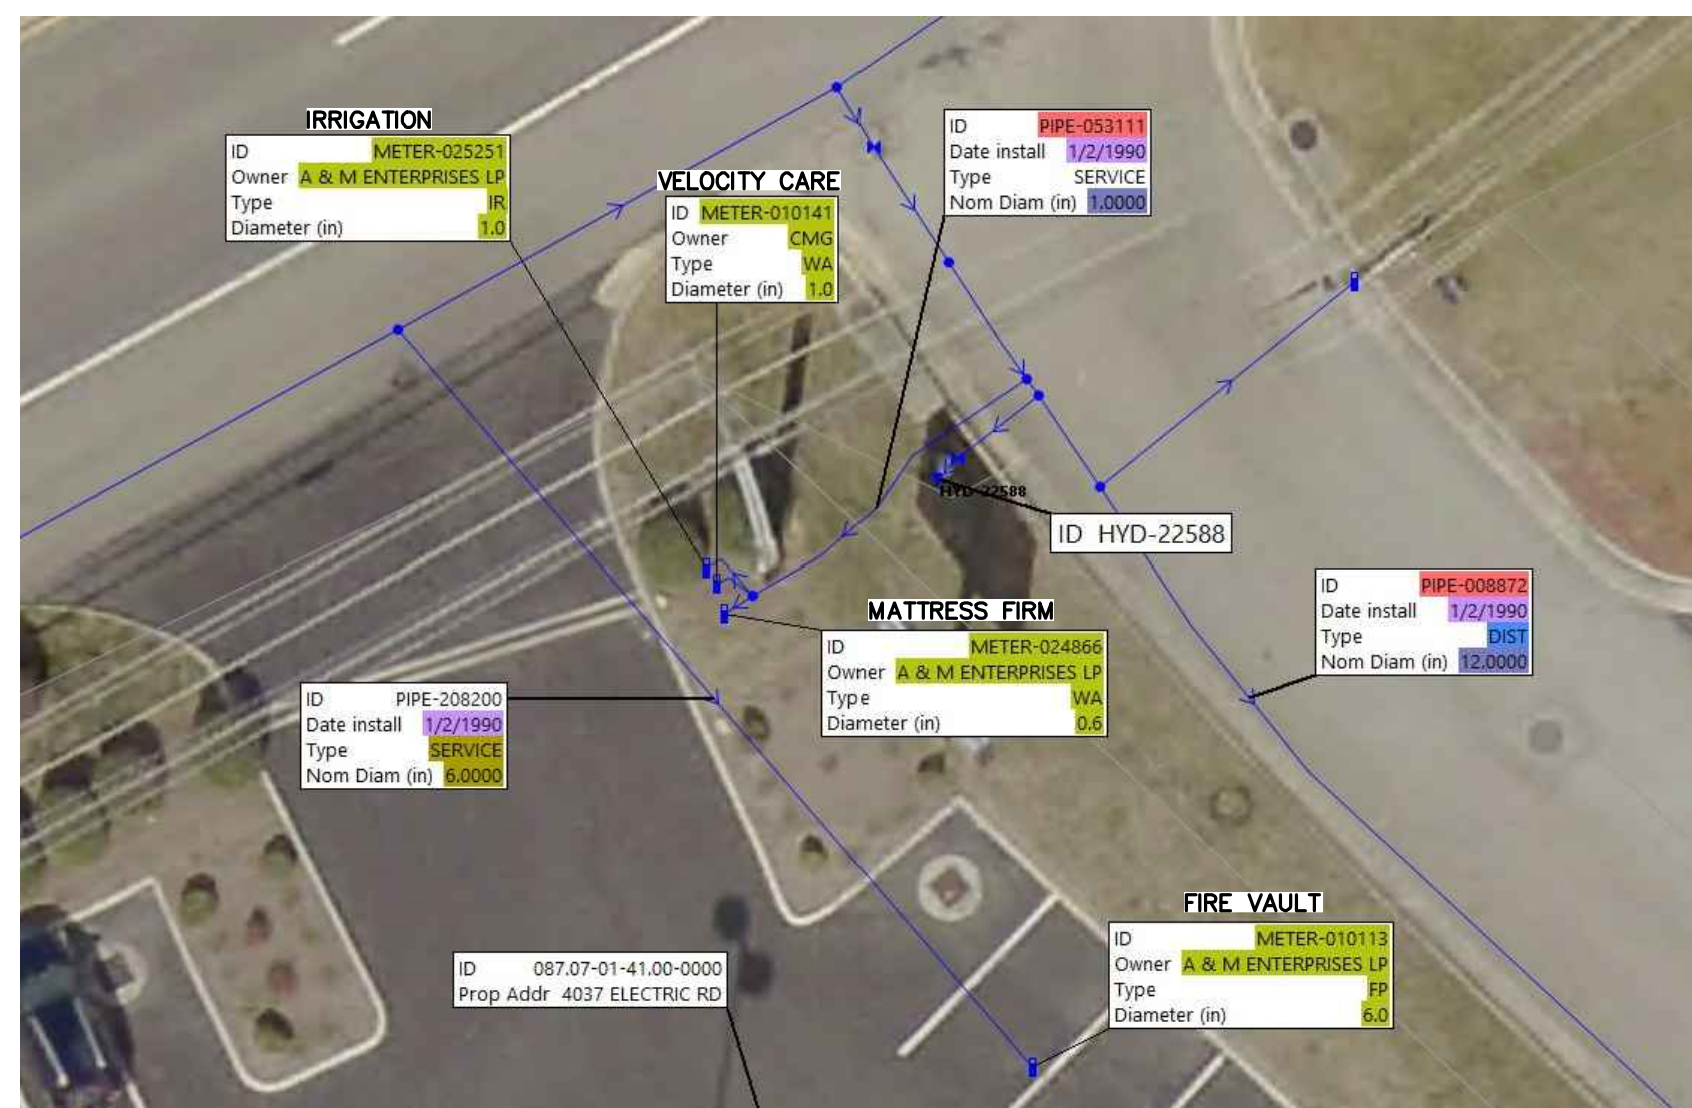 IRRIGATION
ID METER-025251
Owner A & M ENTERPRISES LP
Type IR
Diameter (in) 1.0
VELOCITY CARE
ID METER-010141
Owner CMG
Type WA
Diameter (in) 1.0
ID PIPE-053111
Date install 1/2/1990
Type SERVICE
Nom Diam (in) 1.0000
HYD-22588
ID HYD-22588
ID PIPE-008872
Date install 1/2/1990
Type DIST
Nom Diam (in) 12.0000
MATTRESS FIRM
ID METER-024866
Owner A & M ENTERPRISES LP
Type WA
Diameter (in) 0.6
ID PIPE-208200
Date install 1/2/1990
Type SERVICE
Nom Diam (in) 6.0000
FIRE VAULT
ID METER-010113
Owner A & M ENTERPRISES LP
Type FP
Diameter (in) 6.0
ID 087.07-01-41.00-0000
Prop Addr 4037 ELECTRIC RD